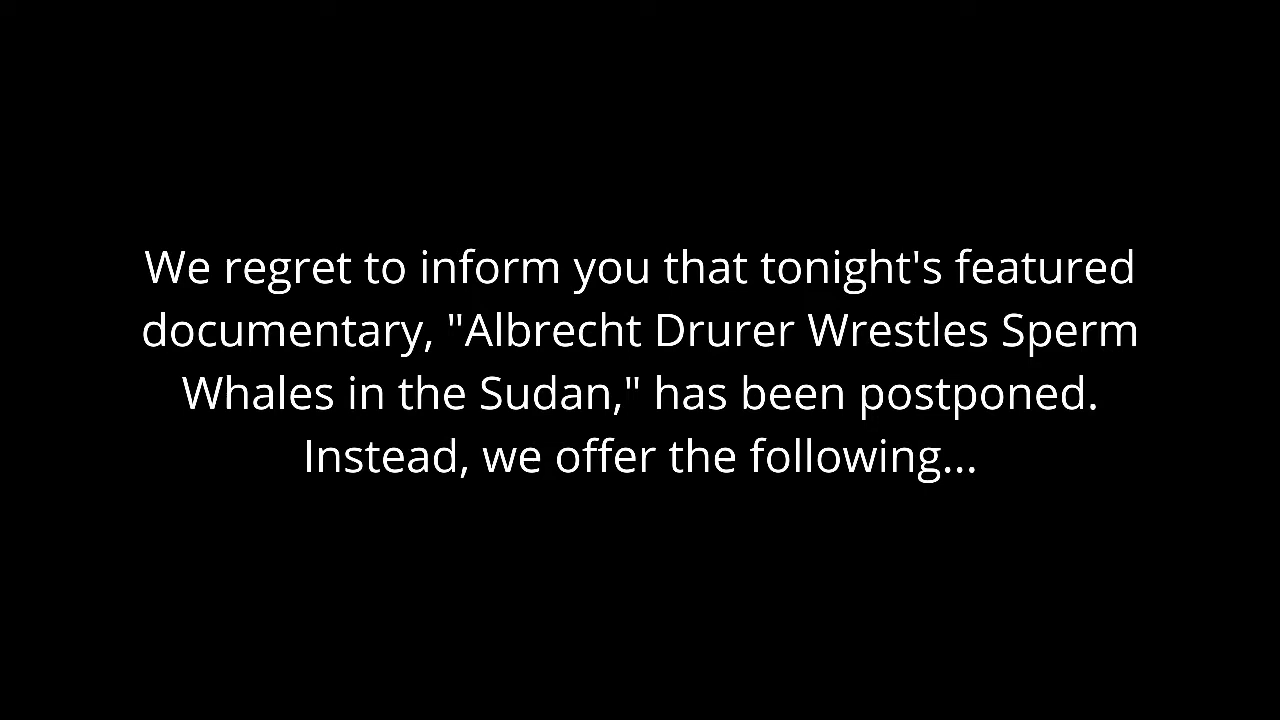 We regret to inform you that tonight's featured
documentary, "Albrecht Drurer Wrestles Sperm
Whales in the Sudan," has been postponed.
Instead, we offer the following...